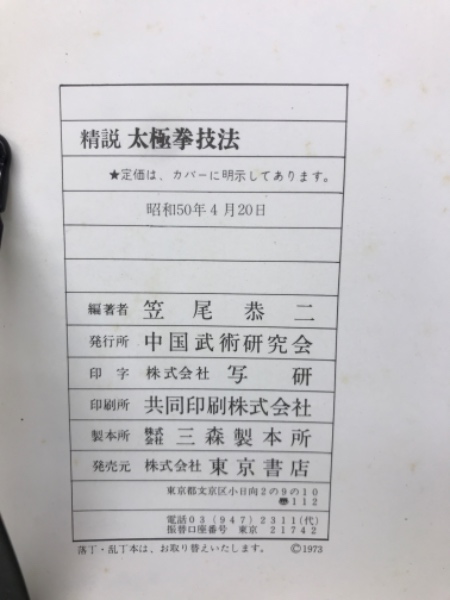 精説 太極拳技法
★定価は、カバーに明示してあります。
昭和50年4月20日
編著者 笠尾恭二
発行所 中国武術研究会
印字 株式会社 写研
印刷所 共同印刷株式会社
製本所 株式会社 三森製本所
発売元 株式会社 東京書店
東京都文京区小日向2の9の10
〒112
電話03(947)2311(代)
振替口座番号 東京 21742
落丁・乱丁本は、お取り替えいたします。 ©1973